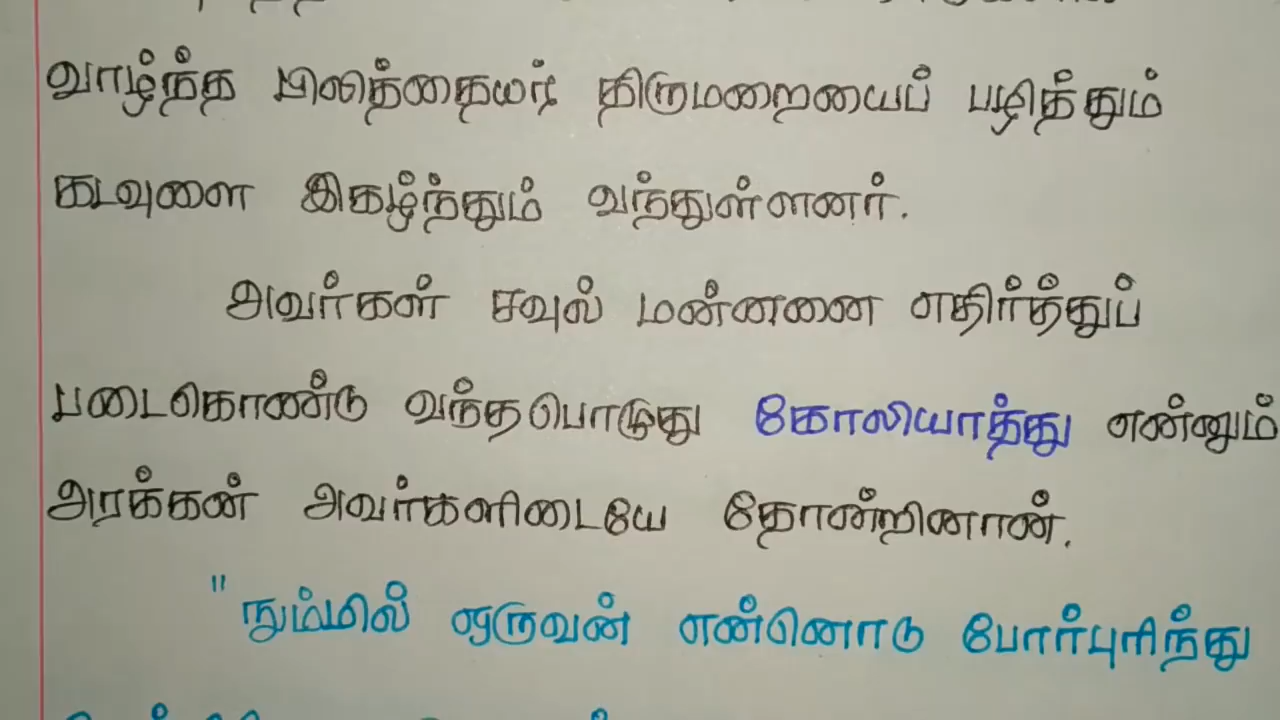 வாழ்ந்த பிலித்தையர் திருமறையைப் பழித்தும்
கடவுளை இகழ்ந்தும் வந்துள்ளனர்.
அவர்கள் சவுல் மன்னனை எதிர்த்துப்
படைகொண்டு வந்தபொழுது கோலியாத்து என்னும்
அரக்கன் அவர்களிடையே தோன்றினான்.
"நும்மில் ஒருவன் என்னொடு போர்புரிந்து